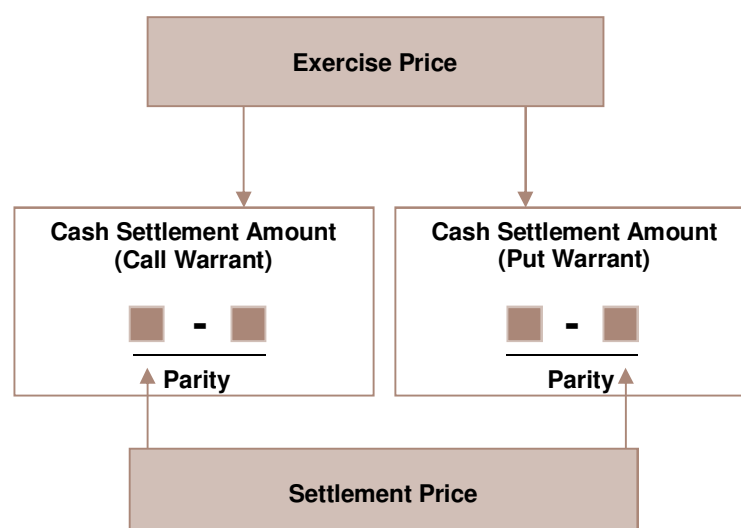 Exercise Price
Cash Settlement Amount
(Call Warrant)
-
Parity
Cash Settlement Amount
(Put Warrant)
-
Parity
Settlement Price